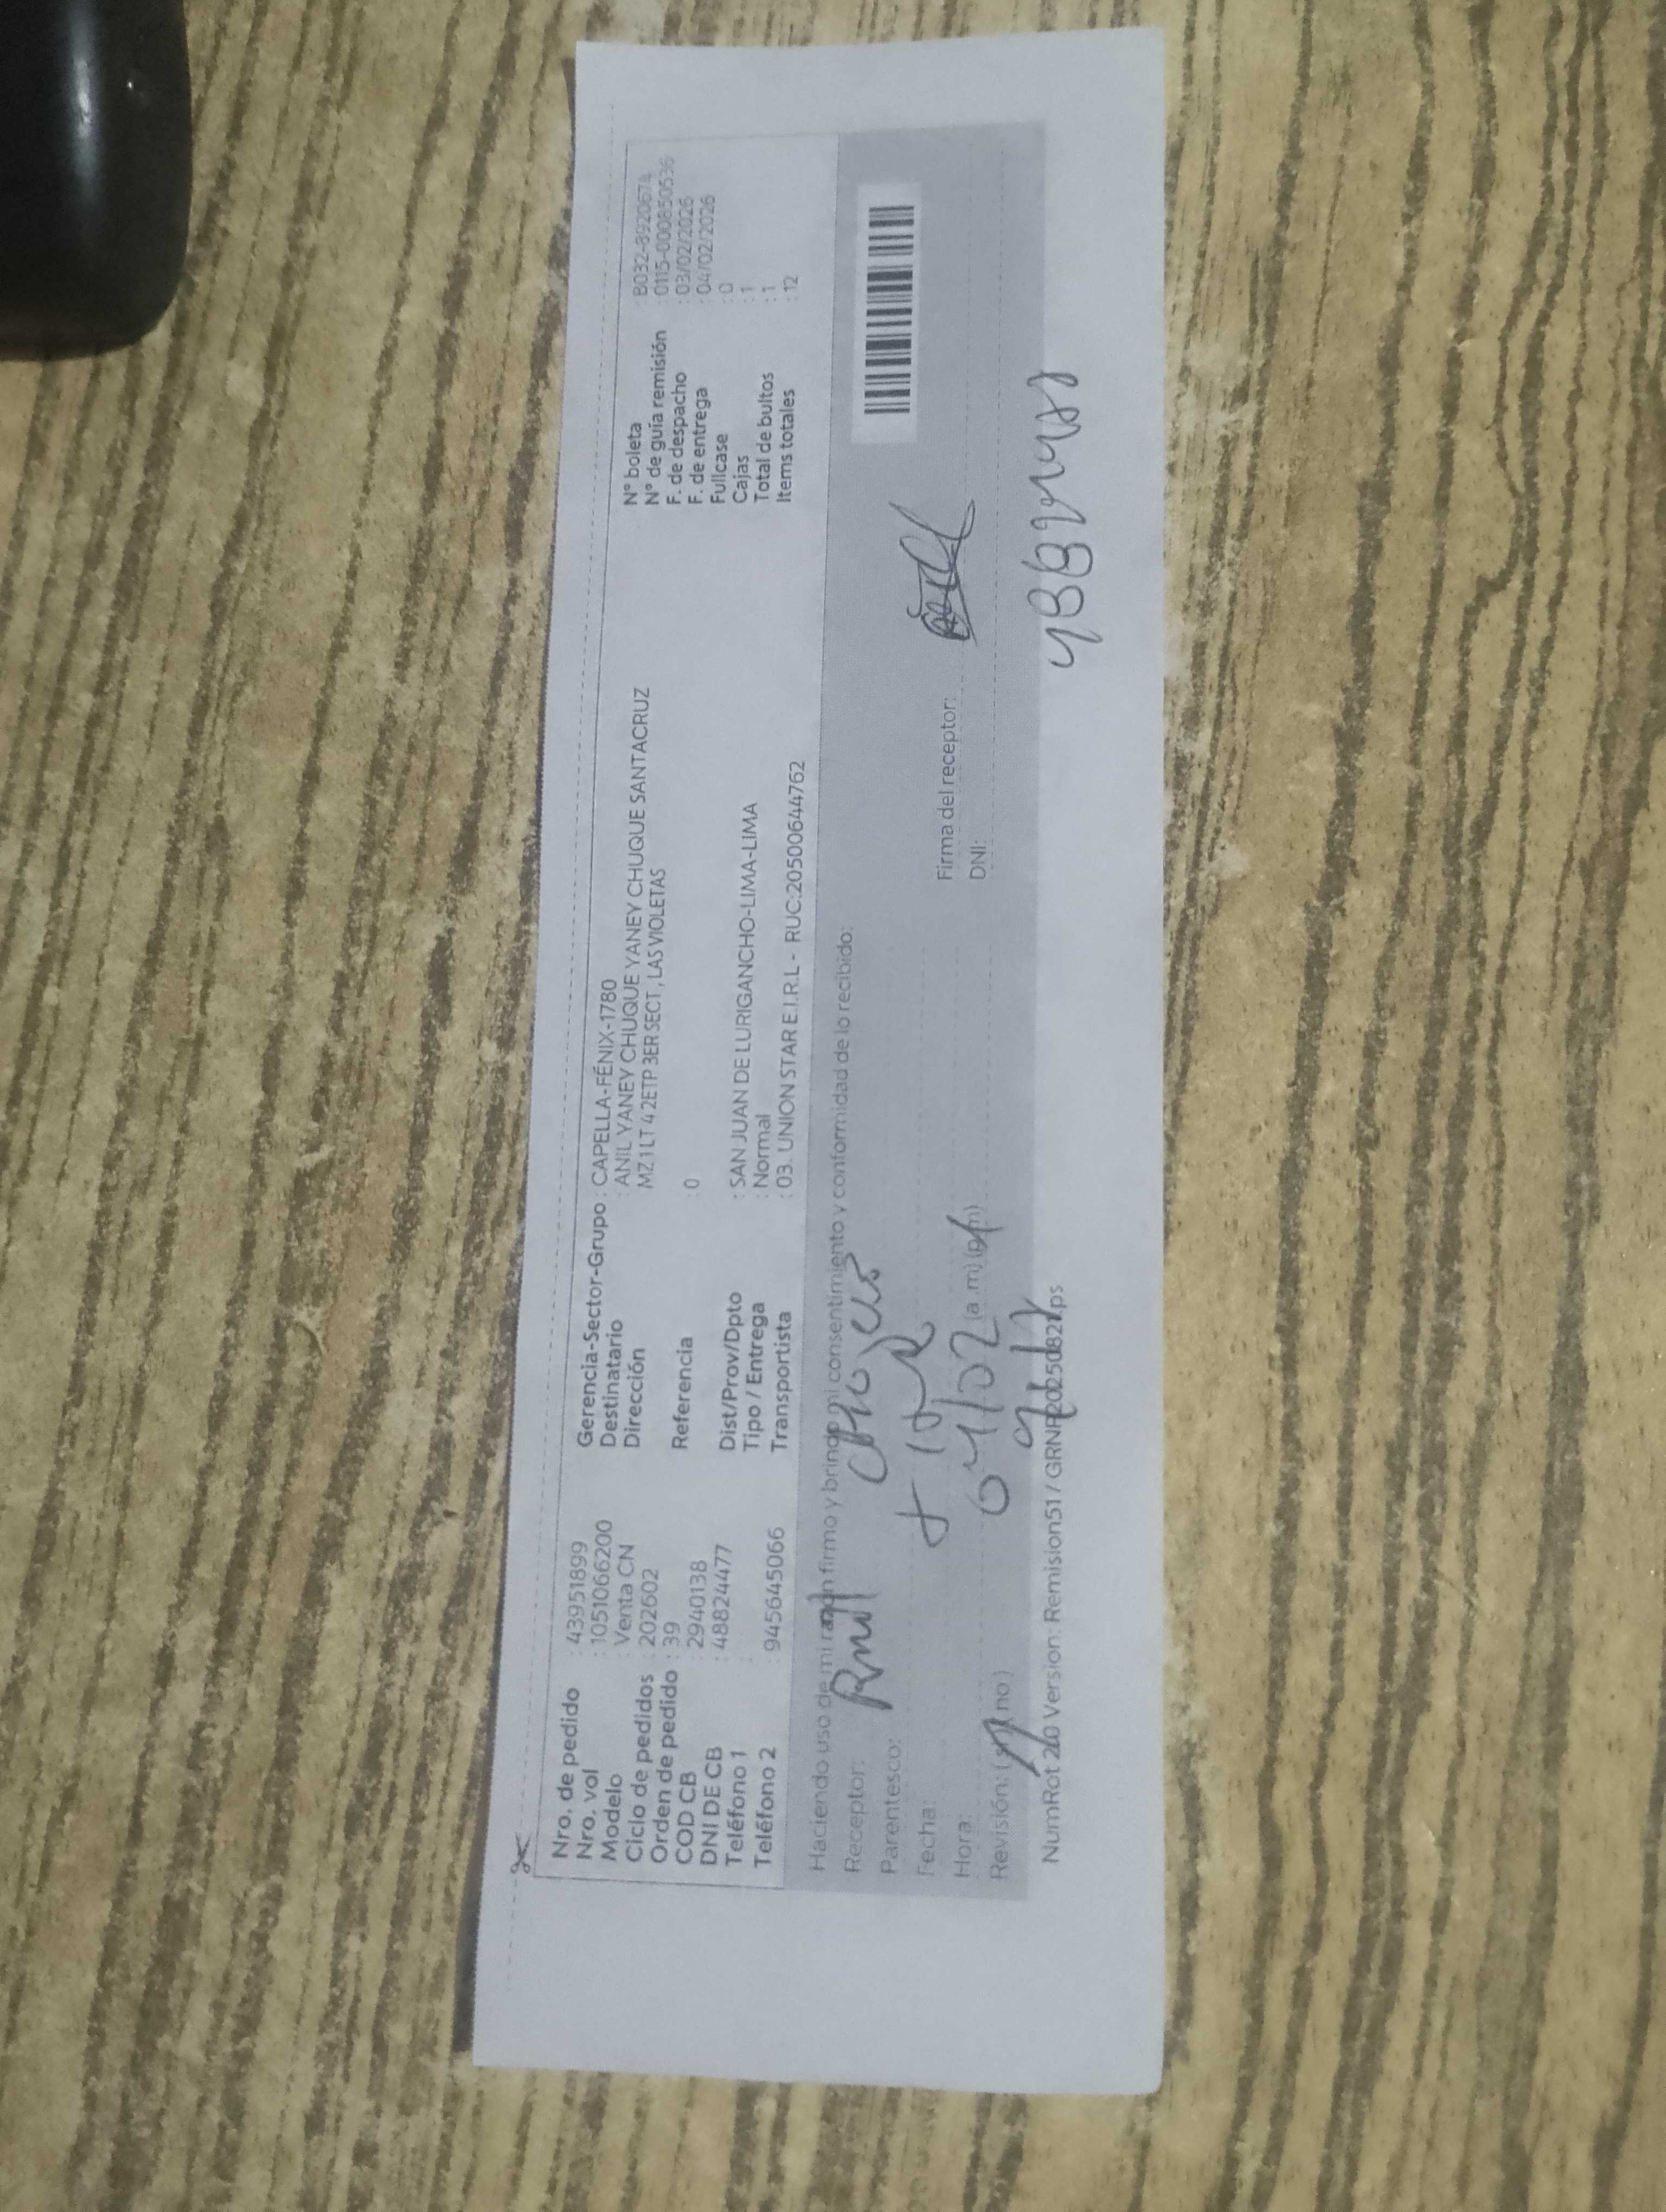 Nro. de pedido : 43951899
Nro. vol : 1051066200
Modelo : Venta CN
Ciclo de pedidos : 202602
Orden de pedido : 39
COD CB : 2940138
DNI DE CB : 48824477
Teléfono 1 :
Teléfono 2 : 945645066
Gerencia-Sector-Grupo : CAPELLA-FÉNIX-1780
Destinatario : ANIL YANEY CHUQUE YANEY CHUQUE SANTACRUZ
Dirección MZ 1 LT 4 2ETP 3ER SECT , LAS VIOLETAS
Referencia : 0
Dist/Prov/Dpto : SAN JUAN DE LURIGANCHO-LIMA-LIMA
Tipo / Entrega : Normal
Transportista : 03. UNION STAR E.I.R.L - RUC:20500644762
N° boleta : B032-8920674
N° de guía remisión : 0115-000850536
F. de despacho : 03/02/2026
F. de entrega : 04/02/2026
Fullcase : 0
Cajas : 1
Total de bultos : 1
Items totales : 12
Haciendo uso de mi razón firmo y brindo mi consentimiento y conformidad de lo recibido:
Receptor:
Parentesco:
Fecha: 04/02
Hora: (a.m) (p.m)
Revisión: ( no )
Firma del receptor:
DNI:
NumRot 2.0 Version: Remision51 / GRNP20250821.ps